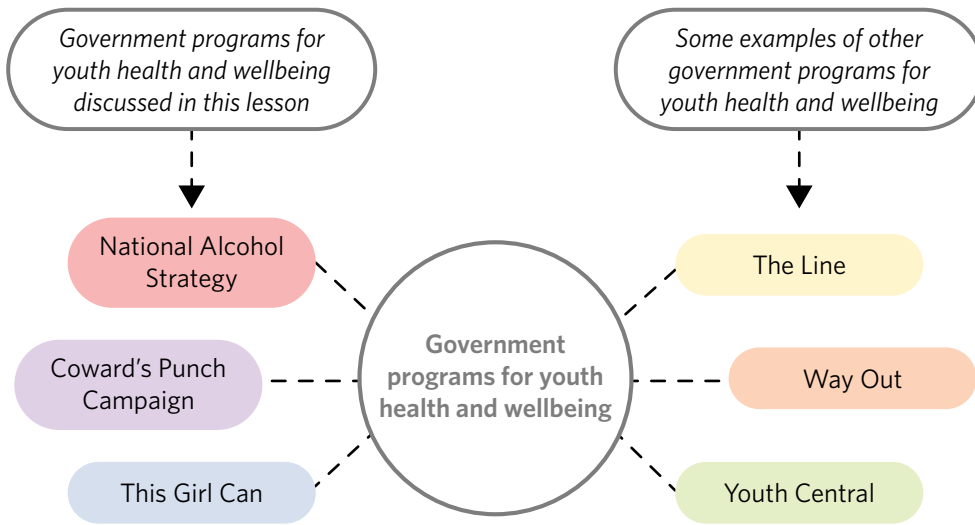 Government programs for
youth health and wellbeing
discussed in this lesson
Some examples of other
government programs for
youth health and wellbeing
National Alcohol
Strategy
Coward's Punch
Campaign
This Girl Can
Government
programs for youth
health and wellbeing
The Line
Way Out
Youth Central